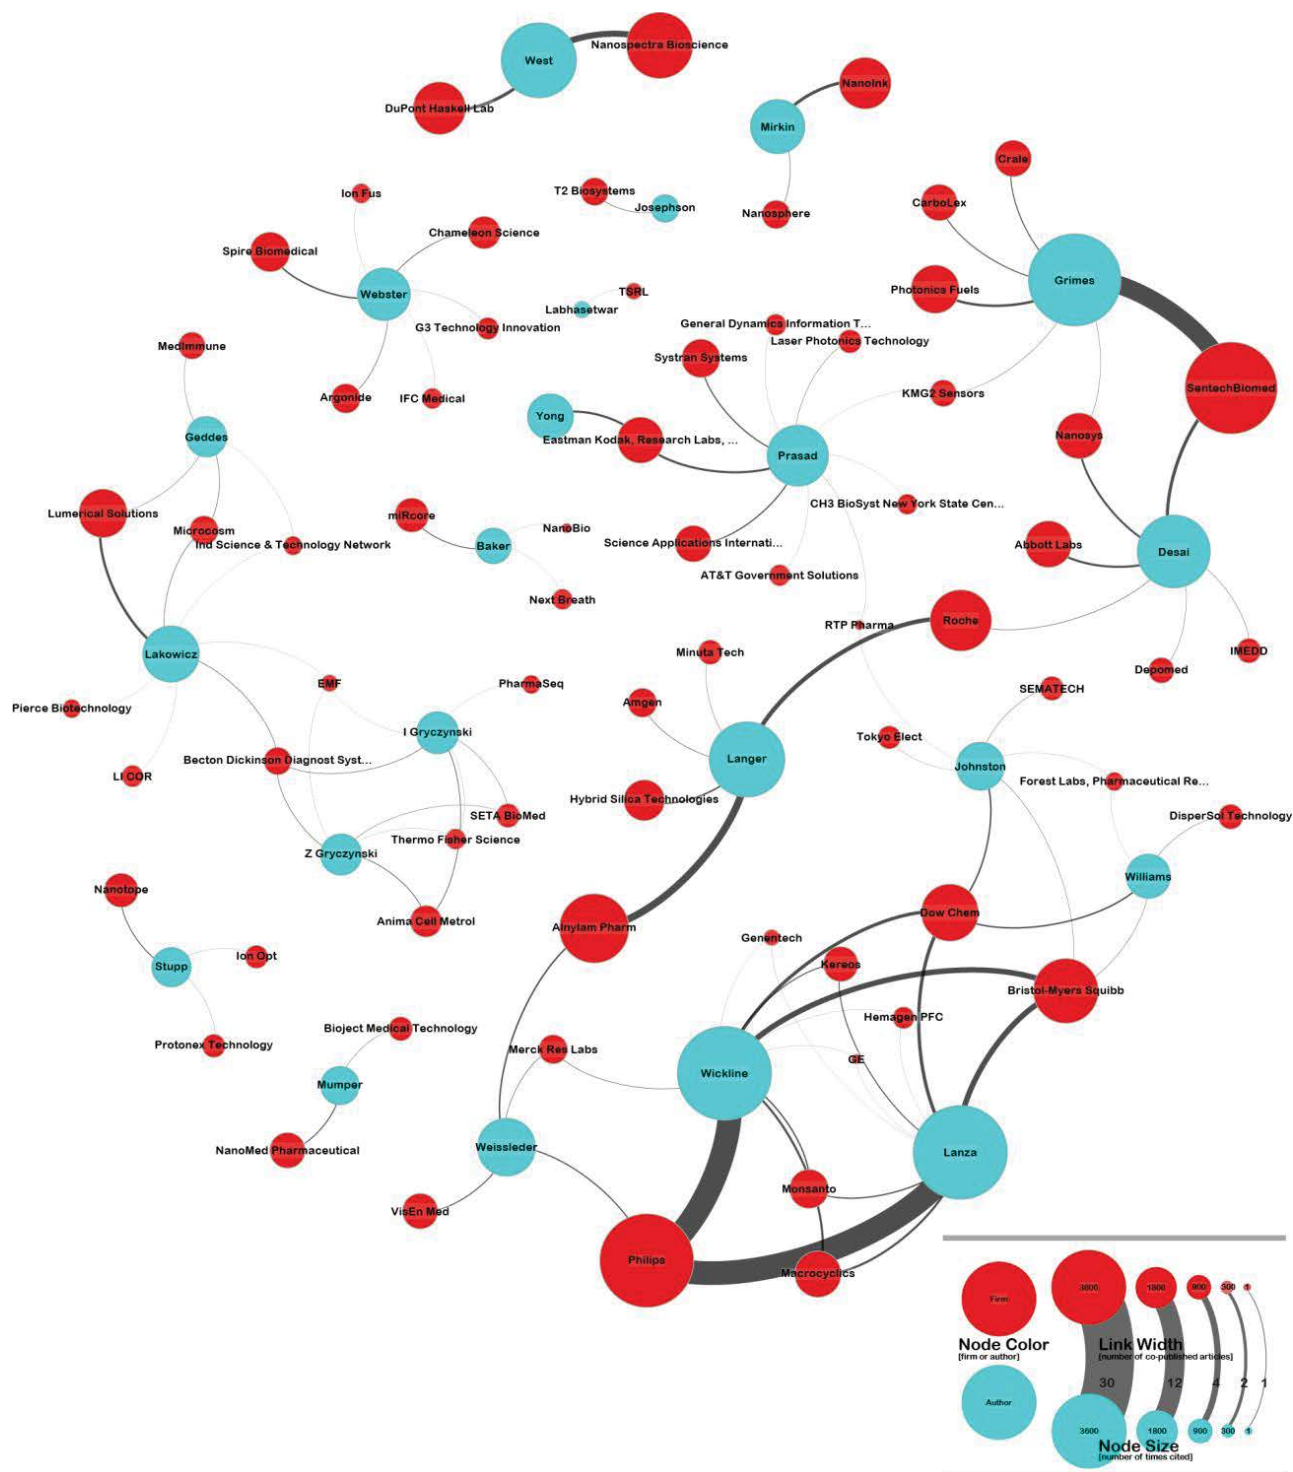 West
Nanospectra Bioscience
DuPont Haskell Lab
NanoInk
Mirkin
Crale
Ion Fus
T2 Biosystems
Josephson
CarboLex
Nanosphere
Chameleon Science
Spire Biomedical
Grimes
Webster
TSRL
Photonics Fuels
Labhasetwar
G3 Technology Innovation
General Dynamics Information T...
Laser Photonics Technology
MedImmune
Systran Systems
SentechBiomed
KMG2 Sensors
Argonide
IFC Medical
Yong
Geddes
Eastman Kodak, Research Labs, ...
Nanosys
Prasad
CH3 BioSyst New York State Cen...
Lumerical Solutions
miRcore
Microcosm
NanoBio
Ind Science & Technology Network
Baker
Science Applications Internati...
Abbott Labs
Desai
AT&T Government Solutions
Next Breath
Roche
RTP Pharma
Lakowicz
Minuta Tech
IMEDD
Depomed
EMF
PharmaSeq
SEMATECH
Pierce Biotechnology
Amgen
I Gryczynski
Tokyo Elect
Becton Dickinson Diagnost Syst...
Langer
Johnston
LI COR
Forest Labs, Pharmaceutical Re...
Hybrid Silica Technologies
SETA BioMed
DisperSol Technology
Thermo Fisher Science
Z Gryczynski
Williams
Nanotope
Dow Chem
Anima Cell Metrol
Alnylam Pharm
Genentech
Ion Opt
Stupp
Kereos
Bristol-Myers Squibb
Hemagen PFC
Bioject Medical Technology
Protonex Technology
Merck Res Labs
GE
Wickline
Mumper
Weissleder
NanoMed Pharmaceutical
Lanza
Monsanto
VisEn Med
Philips
Macrocyclics
Firm
3600
1800
900
300
1
Node Color
[firm or author]
Link Width
[number of co-published articles]
30
12
4
2
1
Author
3600
1800
900
300
1
Node Size
[number of times cited]